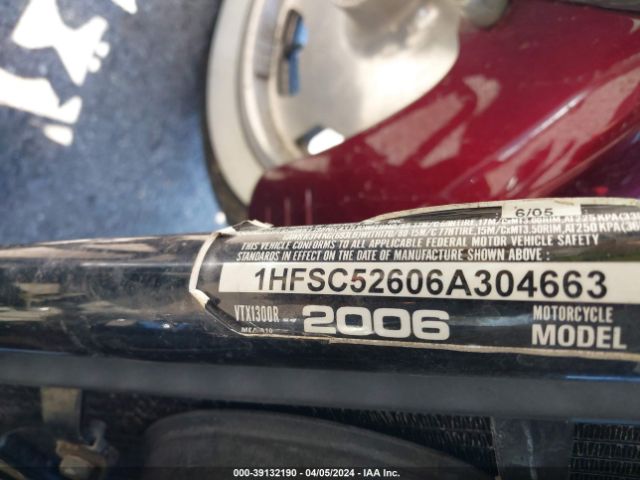 6/05
THIS VEHICLE CONFORMS TO ALL APPLICABLE FEDERAL MOTOR VEHICLE SAFETY
STANDARDS IN EFFECT ON THE DATE OF MANUFACTURE SHOWN ABOVE :
1HFSC52606A304663
VTX1300R 2006 MOTORCYCLE
MODEL
000-39132190 - 04/05/2024 - IAA Inc.